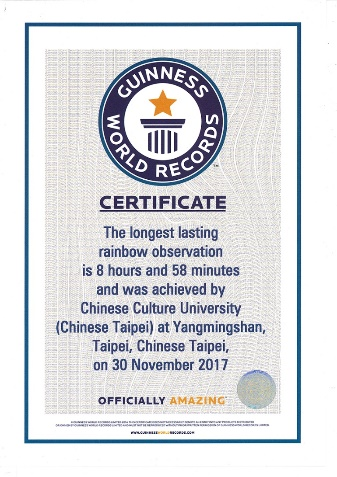 GUINNESS
WORLD RECORDS
CERTIFICATE
The longest lasting
rainbow observation
is 8 hours and 58 minutes
and was achieved by
Chinese Culture University
(Chinese Taipei) at Yangmingshan,
Taipei, Chinese Taipei,
on 30 November 2017
OFFICIALLY AMAZING
WWW.GUINNESSWORLDRECORDS.COM